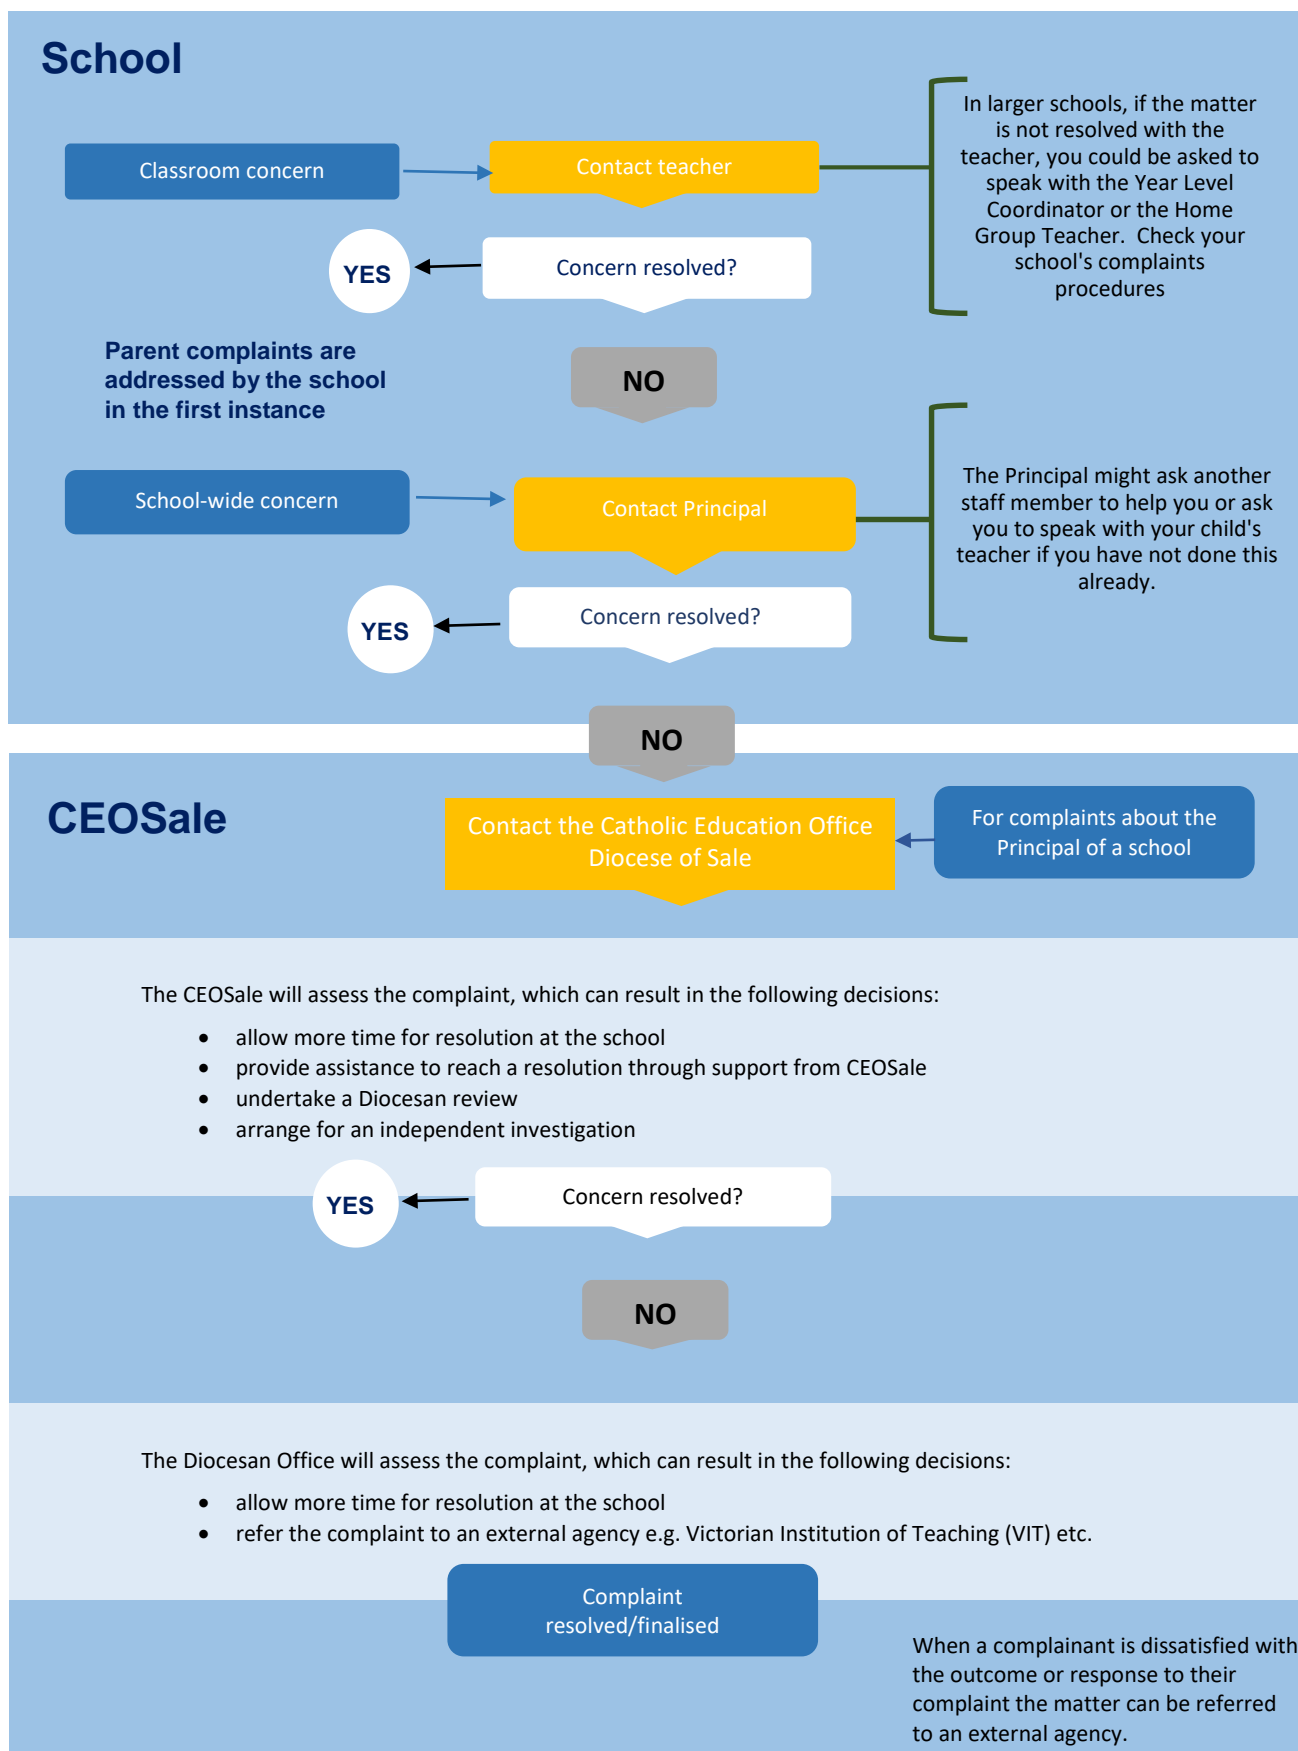 School
Classroom concern
Contact teacher
In larger schools, if the matter
is not resolved with the
teacher, you could be asked to
speak with the Year Level
Coordinator or the Home
Group Teacher.  Check your
school's complaints
procedures
YES
Concern resolved?
Parent complaints are
addressed by the school
in the first instance
NO
School-wide concern
Contact Principal
The Principal might ask another
staff member to help you or ask
you to speak with your child's
teacher if you have not done this
already.
YES
Concern resolved?
NO
CEOSale
Contact the Catholic Education Office
Diocese of Sale
For complaints about the
Principal of a school
The CEOSale will assess the complaint, which can result in the following decisions:
• allow more time for resolution at the school
• provide assistance to reach a resolution through support from CEOSale
• undertake a Diocesan review
• arrange for an independent investigation
YES
Concern resolved?
NO
The Diocesan Office will assess the complaint, which can result in the following decisions:
• allow more time for resolution at the school
• refer the complaint to an external agency e.g. Victorian Institution of Teaching (VIT) etc.
Complaint
resolved/finalised
When a complainant is dissatisfied with
the outcome or response to their
complaint the matter can be referred
to an external agency.